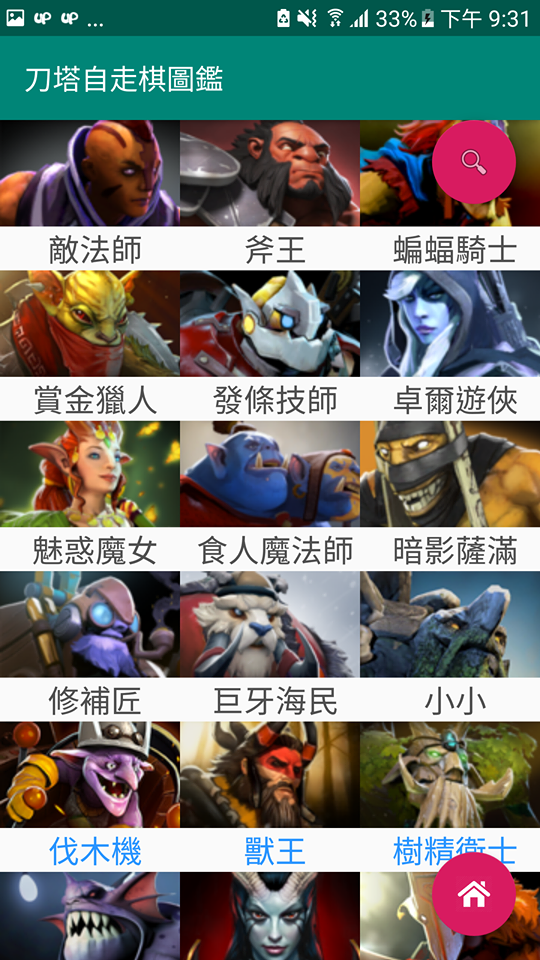 UP UP ... 33% 下午 9:31
刀塔自走棋圖鑑
敵法師 斧王 蝙蝠騎士
賞金獵人 發條技師 卓爾遊俠
魅惑魔女 食人魔法師 暗影薩滿
修補匠 巨牙海民 小小
伐木機 獸王 樹精衛士